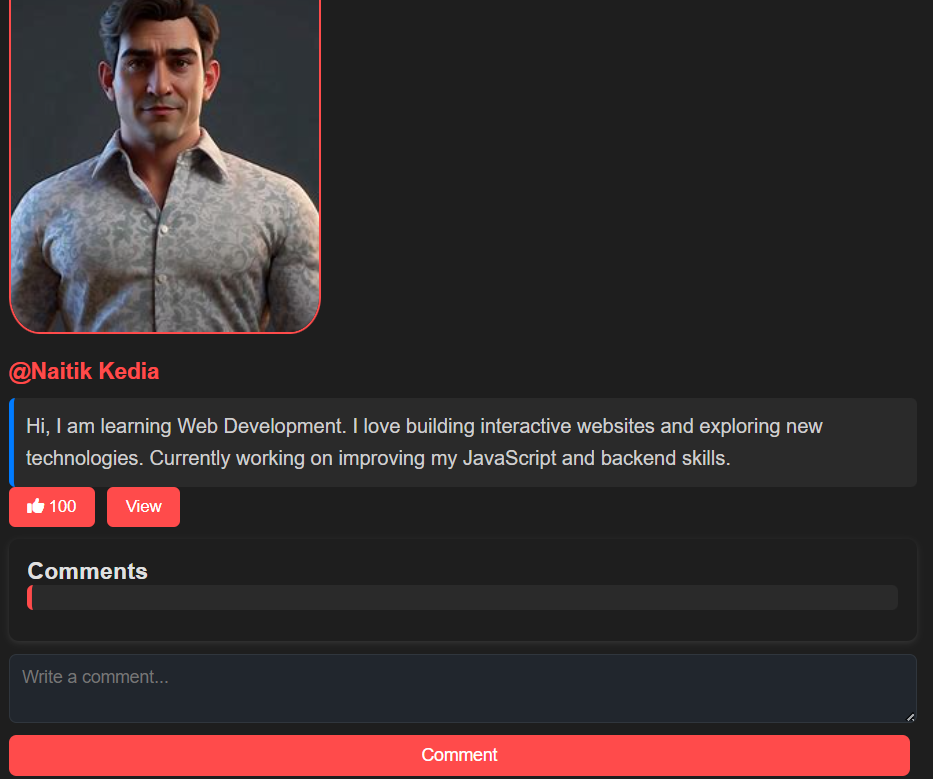 @Naitik Kedia
Hi, I am learning Web Development. I love building interactive websites and exploring new
technologies. Currently working on improving my JavaScript and backend skills.
100 View
Comments
Write a comment...
Comment